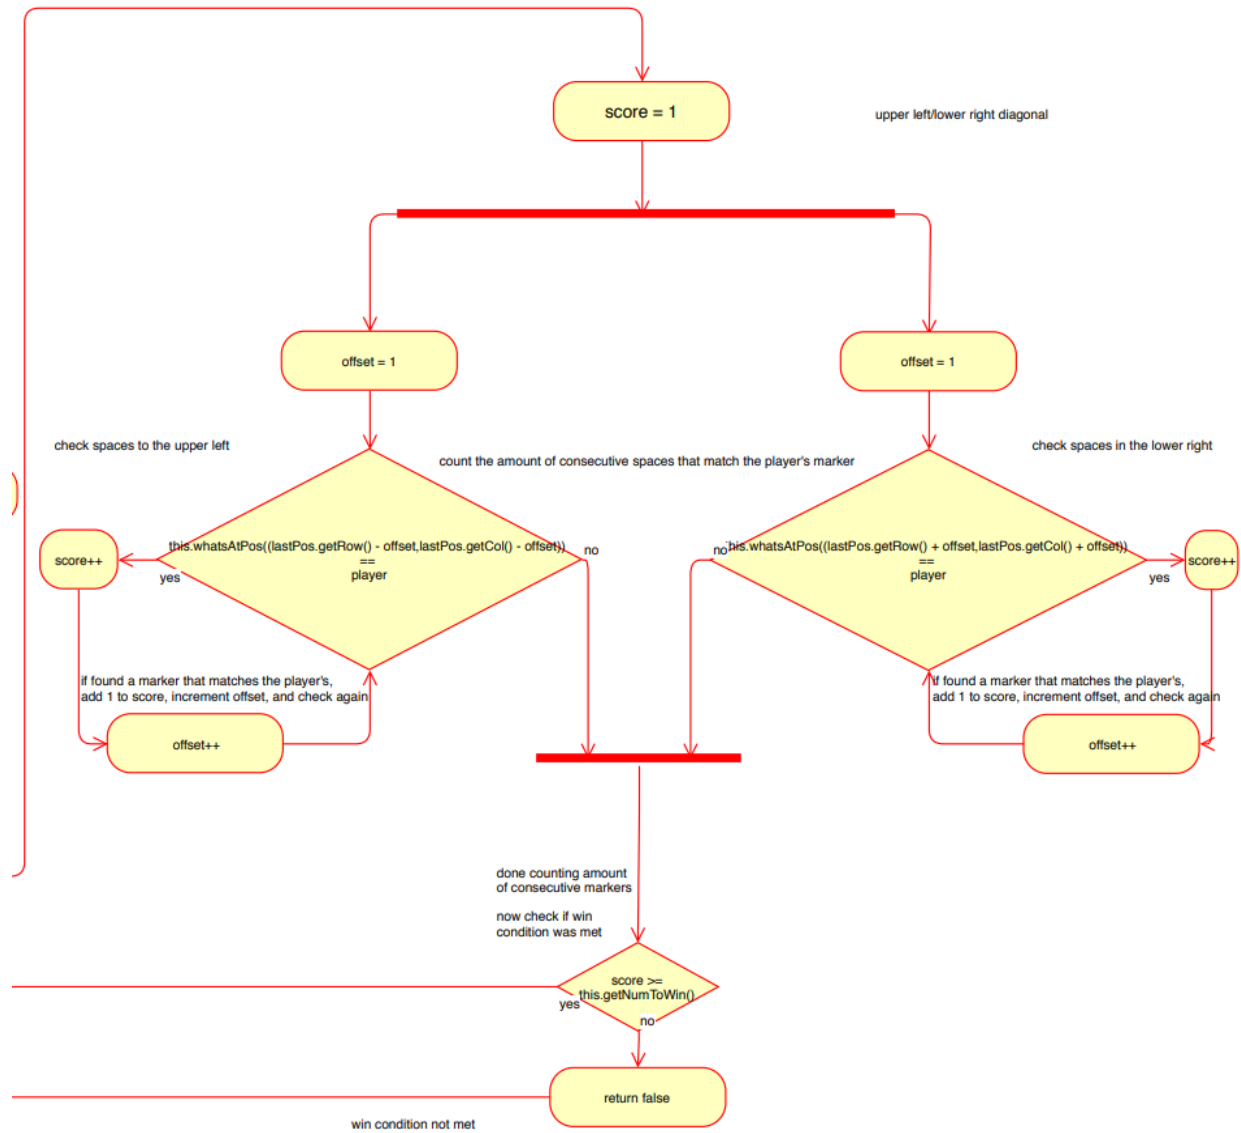 score = 1
upper left/lower right diagonal
offset = 1
offset = 1
check spaces to the upper left
count the amount of consecutive spaces that match the player's marker
check spaces in the lower right
this.whatsAtPos((lastPos.getRow() - offset,lastPos.getCol() - offset))
==
player
no
yes
score++
no
his.whatsAtPos((lastPos.getRow() + offset,lastPos.getCol() + offset))
==
player
yes
score++
if found a marker that matches the player's,
add 1 to score, increment offset, and check again
offset++
if found a marker that matches the player's,
add 1 to score, increment offset, and check again
offset++
done counting amount
of consecutive markers
now check if win
condition was met
score >=
this.getNumToWin()
yes
no
return false
win condition not met